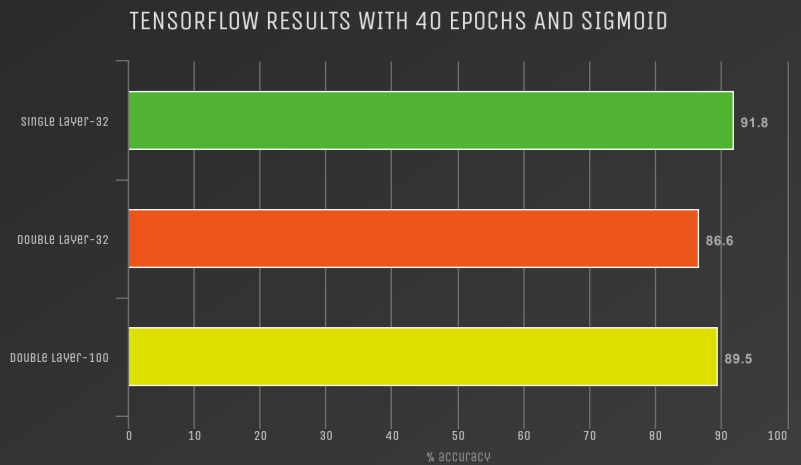 TENSORFLOW RESULTS WITH 40 EPOCHS AND SIGMOID
Single Layer-32
91.8
Double Layer-32
86.6
Double Layer-100
89.5
0 10 20 30 40 50 60 70 80 90 100
% accuracy